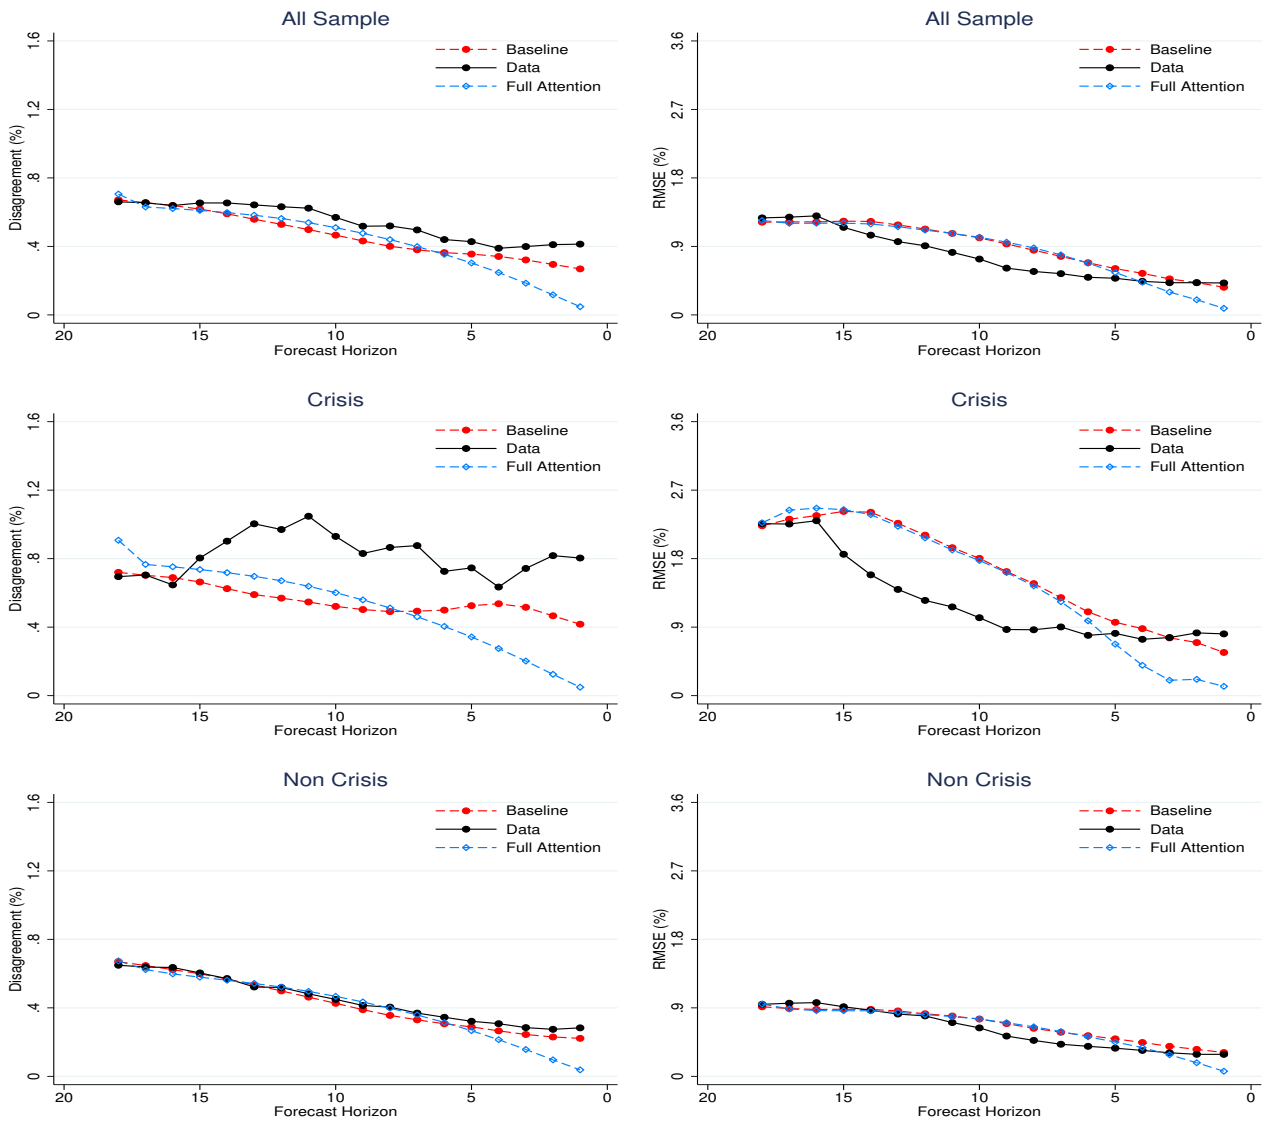 All Sample
Disagreement (%)
1.6
1.2
.8
.4
0
Baseline
Data
Full Attention
20 15 10 5 0
Forecast Horizon
All Sample
RMSE (%)
3.6
2.7
1.8
.9
0
Baseline
Data
Full Attention
20 15 10 5 0
Forecast Horizon
Crisis
Disagreement (%)
1.6
1.2
.8
.4
0
Baseline
Data
Full Attention
20 15 10 5 0
Forecast Horizon
Crisis
RMSE (%)
3.6
2.7
1.8
.9
0
Baseline
Data
Full Attention
20 15 10 5 0
Forecast Horizon
Non Crisis
Disagreement (%)
1.6
1.2
.8
.4
0
Baseline
Data
Full Attention
20 15 10 5 0
Forecast Horizon
Non Crisis
RMSE (%)
3.6
2.7
1.8
.9
0
Baseline
Data
Full Attention
20 15 10 5 0
Forecast Horizon